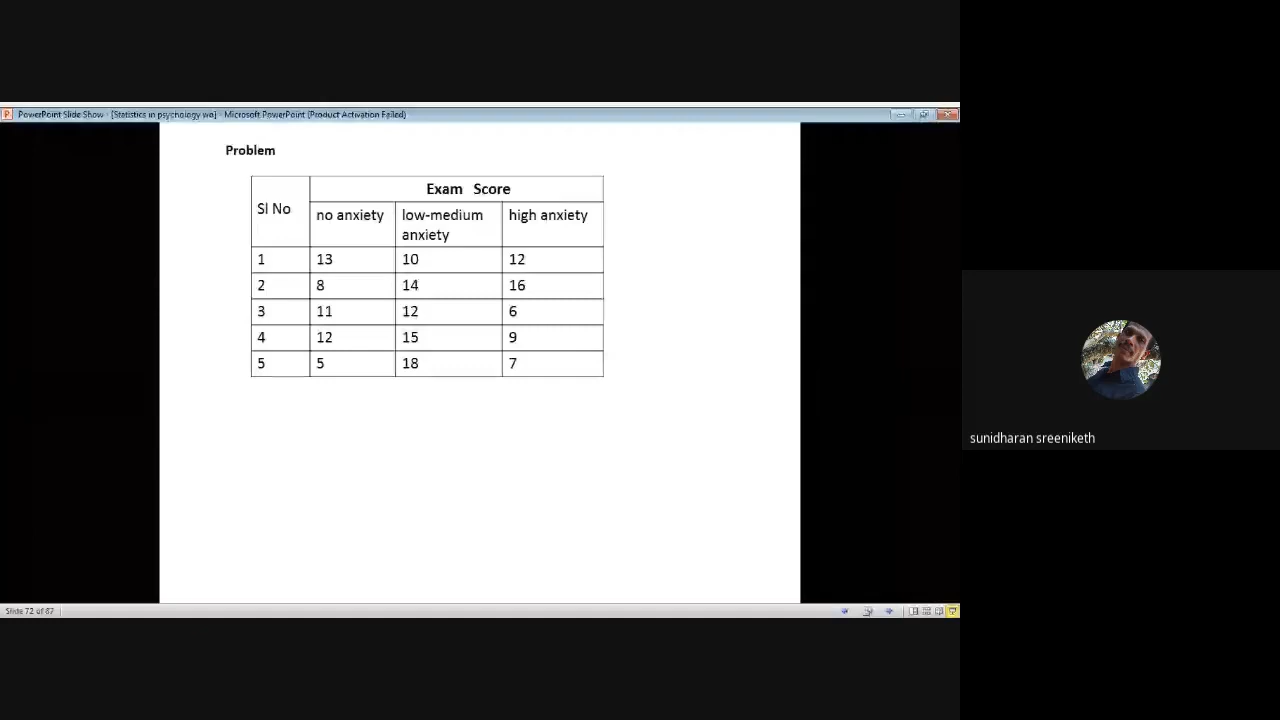 PowerPoint Slide Show - [Statistics in psychology wo] - Microsoft PowerPoint (Product Activation Failed)
Problem
Exam Score
Sl No
no anxiety low-medium anxiety high anxiety
1 13 10 12
2 8 14 16
3 11 12 6
4 12 15 9
5 5 18 7
sunidharan sreeniketh
Slide 72 of 87